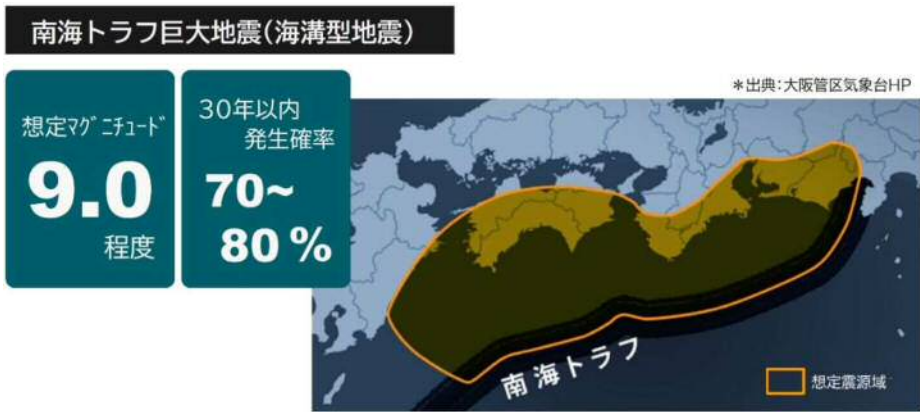 南海トラフ巨大地震(海溝型地震)
想定ﾏｸﾞﾆﾁｭｰﾄﾞ
9.0
程度
30年以内
発生確率
70~
80%
*出典:大阪管区気象台HP
南海トラフ
想定震源域